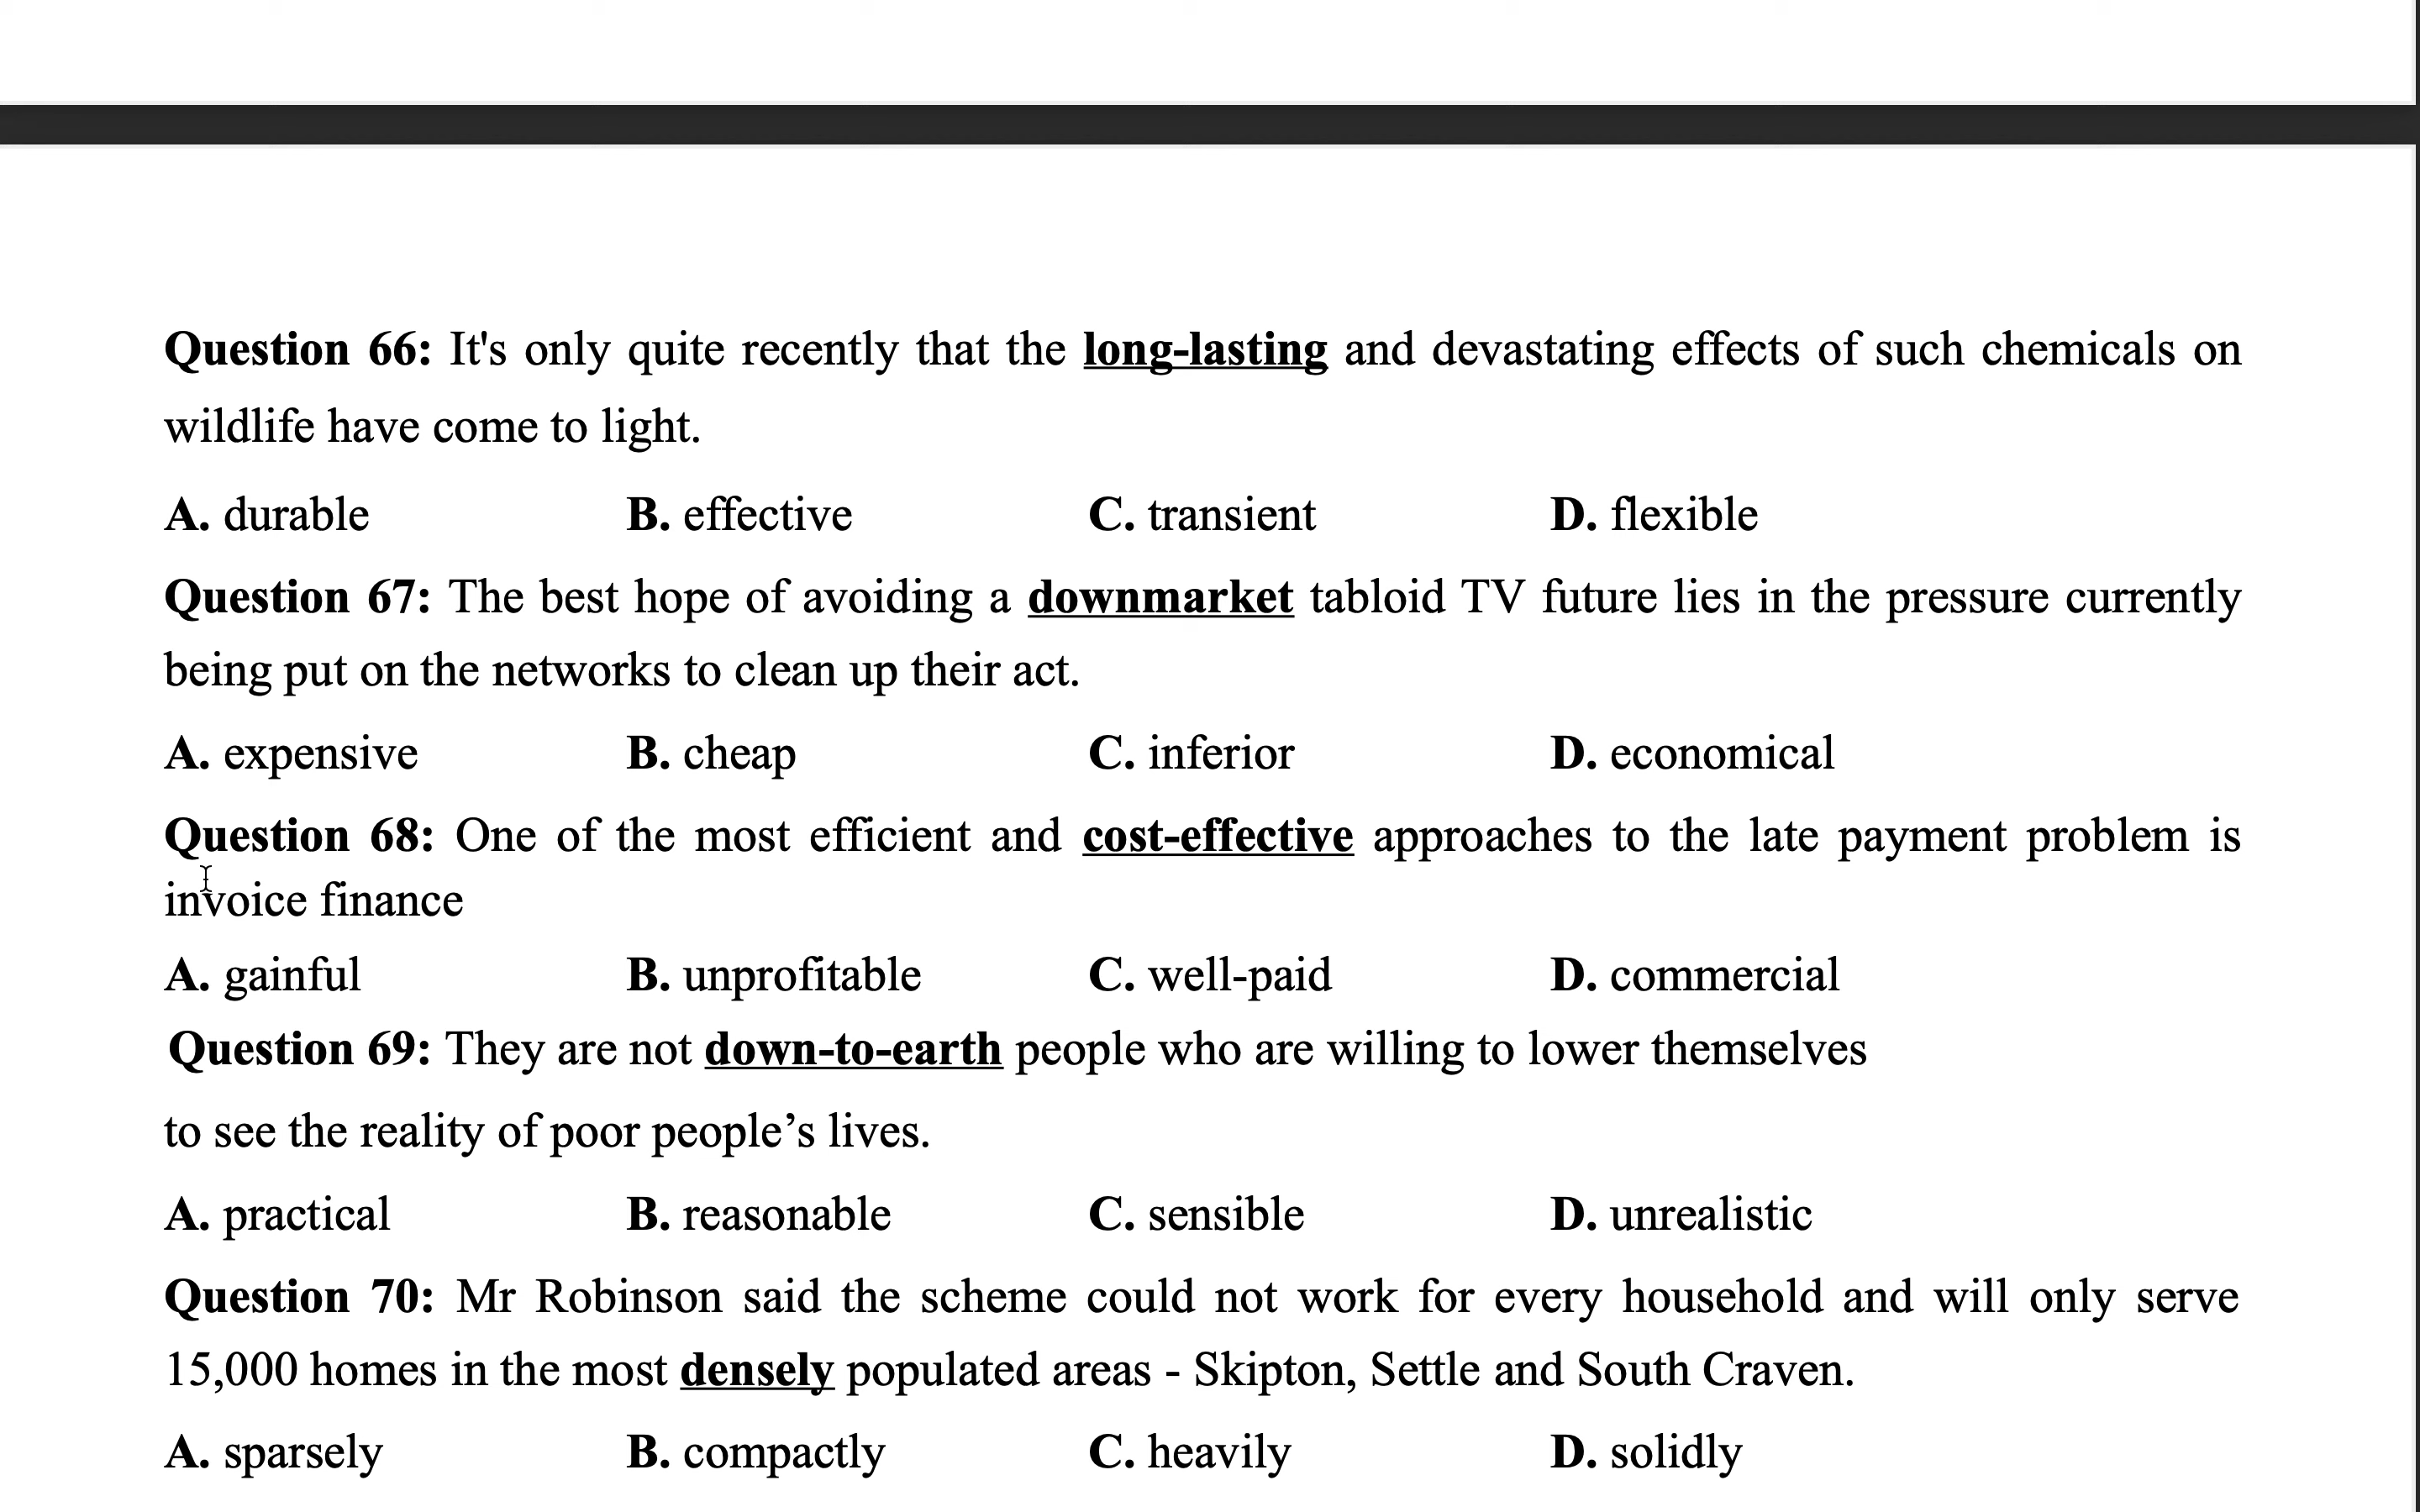 Question 66: It's only quite recently that the long-lasting and devastating effects of such chemicals on
wildlife have come to light.
A. durable B. effective C. transient D. flexible
Question 67: The best hope of avoiding a downmarket tabloid TV future lies in the pressure currently
being put on the networks to clean up their act.
A. expensive B. cheap C. inferior D. economical
Question 68: One of the most efficient and cost-effective approaches to the late payment problem is
invoice finance
A. gainful B. unprofitable C. well-paid D. commercial
Question 69: They are not down-to-earth people who are willing to lower themselves
to see the reality of poor people’s lives.
A. practical B. reasonable C. sensible D. unrealistic
Question 70: Mr Robinson said the scheme could not work for every household and will only serve
15,000 homes in the most densely populated areas - Skipton, Settle and South Craven.
A. sparsely B. compactly C. heavily D. solidly